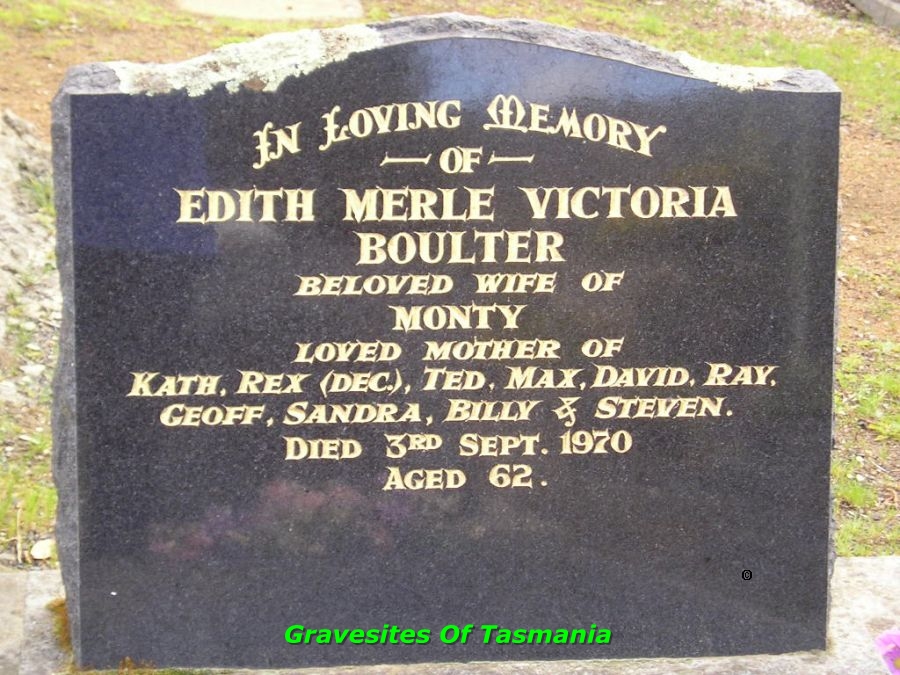 IN LOVING MEMORY
— OF —
EDITH MERLE VICTORIA
BOULTER
BELOVED WIFE OF
MONTY
LOVED MOTHER OF
KATH, REX (DEC.), TED, MAX, DAVID, RAY,
GEOFF, SANDRA, BILLY & STEVEN.
DIED 3RD SEPT. 1970
AGED 62.
©
Gravesites Of Tasmania